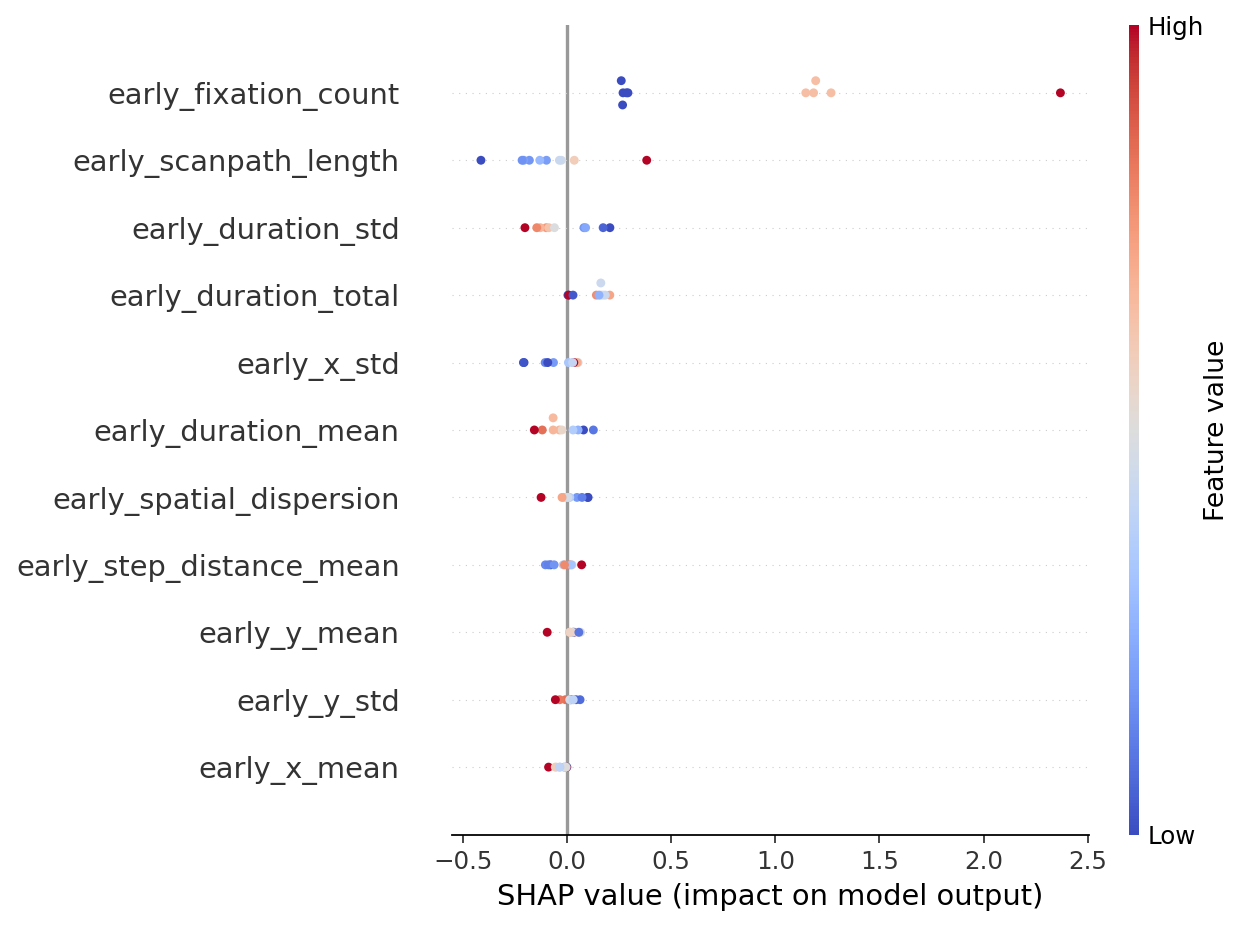 High
early_fixation_count
early_scanpath_length
early_duration_std
early_duration_total
early_x_std
early_duration_mean
early_spatial_dispersion
early_step_distance_mean
early_y_mean
early_y_std
early_x_mean
Feature value
Low
−0.5 0.0 0.5 1.0 1.5 2.0 2.5
SHAP value (impact on model output)